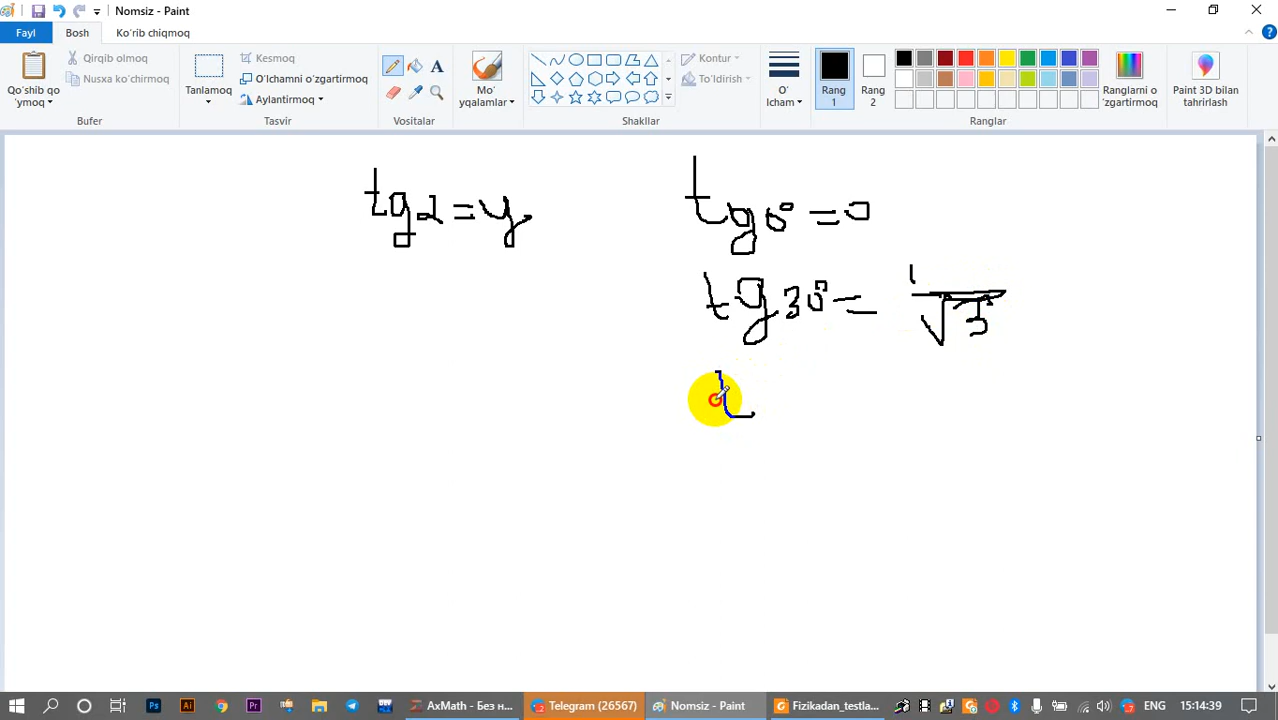 Nomsiz - Paint
Fayl Bosh Ko'rib chiqmoq
Qo'shib qo'ymoq Qirqib olmoq Nusxa ko'chirmoq
Tanlamoq Kesmoq O'lchamni o'zgartirmoq Aylantirmoq
Mo'yqalamlar Kontur To'ldirish
O'lcham Rang 1 Rang 2 Ranglarni o'zgartirmoq Paint 3D bilan tahrirlash
Bufer Tasvir Vositalar Shakllar Ranglar
tg2=y tg0°=0
tg30°= 1/√3
t
AxMath - Без н... Telegram (26567) Nomsiz - Paint Fizikadan_testla... ENG 15:14:39